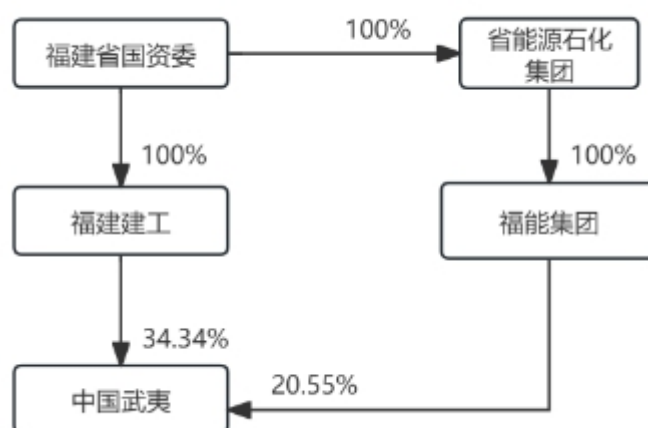 福建省国资委
100%
省能源石化
集团
100%
100%
福建建工
福能集团
34.34%
20.55%
中国武夷